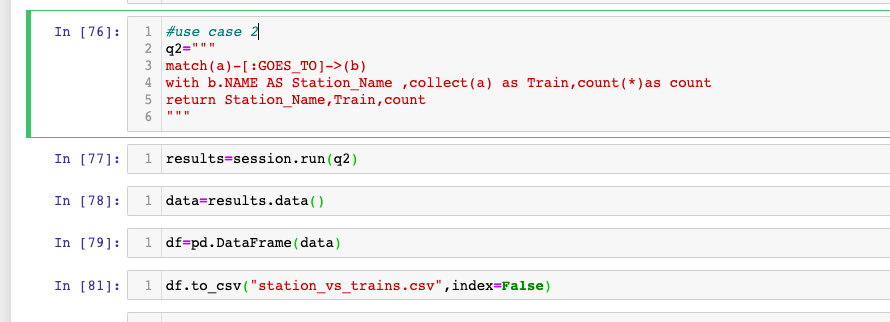 In [76]:
1 #use case 2
2 q2="""
3 match(a)-[:GOES_TO]->(b)
4 with b.NAME AS Station_Name ,collect(a) as Train,count(*)as count
5 return Station_Name,Train,count
6 """
In [77]: 1 results=session.run(q2)
In [78]: 1 data=results.data()
In [79]: 1 df=pd.DataFrame(data)
In [81]: 1 df.to_csv("station_vs_trains.csv",index=False)